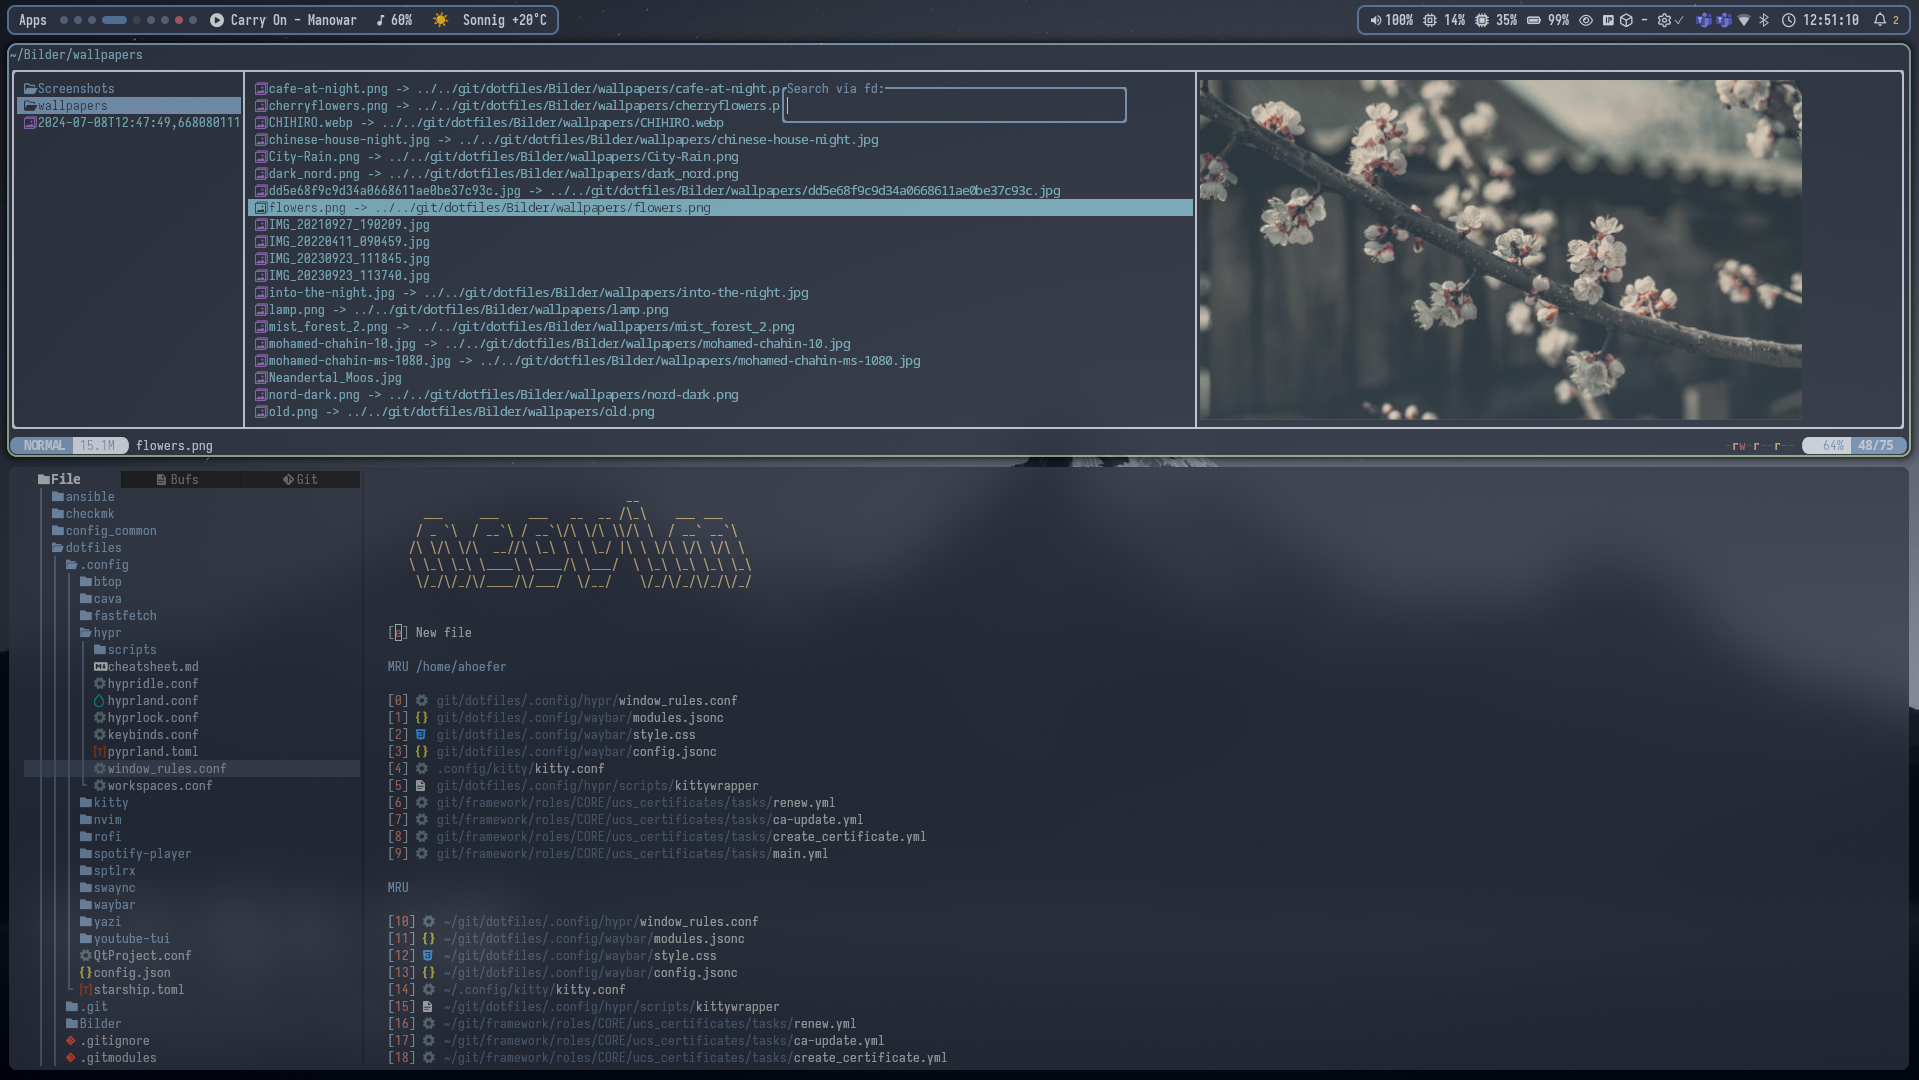 Apps Carry On - Manowar 60% Sonnig +20°C 100% 14% 35% 99% - 12:51:10 2
~/Bilder/wallpapers
Screenshots
wallpapers
2024-07-08T12:47:49,668080111
cafe-at-night.png -> ../../git/dotfiles/Bilder/wallpapers/cafe-at-night.p
cherryflowers.png -> ../../git/dotfiles/Bilder/wallpapers/cherryflowers.p
CHIHIRO.webp -> ../../git/dotfiles/Bilder/wallpapers/CHIHIRO.webp
chinese-house-night.jpg -> ../../git/dotfiles/Bilder/wallpapers/chinese-house-night.jpg
City-Rain.png -> ../../git/dotfiles/Bilder/wallpapers/City-Rain.png
dark_nord.png -> ../../git/dotfiles/Bilder/wallpapers/dark_nord.png
dd5e68f9c9d34a0668611ae0be37c93c.jpg -> ../../git/dotfiles/Bilder/wallpapers/dd5e68f9c9d34a0668611ae0be37c93c.jpg
flowers.png -> ../../git/dotfiles/Bilder/wallpapers/flowers.png
IMG_20210927_190209.jpg
IMG_20220411_090459.jpg
IMG_20230923_111845.jpg
IMG_20230923_113740.jpg
into-the-night.jpg -> ../../git/dotfiles/Bilder/wallpapers/into-the-night.jpg
lamp.png -> ../../git/dotfiles/Bilder/wallpapers/lamp.png
mist_forest_2.png -> ../../git/dotfiles/Bilder/wallpapers/mist_forest_2.png
mohamed-chahin-10.jpg -> ../../git/dotfiles/Bilder/wallpapers/mohamed-chahin-10.jpg
mohamed-chahin-ms-1080.jpg -> ../../git/dotfiles/Bilder/wallpapers/mohamed-chahin-ms-1080.jpg
Neandertal_Moos.jpg
nord-dark.png -> ../../git/dotfiles/Bilder/wallpapers/nord-dark.png
old.png -> ../../git/dotfiles/Bilder/wallpapers/old.png
Search via fd:
NORMAL 15.1M flowers.png -rw-r--r-- 64% 48/75
File Bufs Git
ansible
checkmk
config_common
dotfiles
.config
btop
cava
fastfetch
hypr
scripts
cheatsheet.md
hypridle.conf
hyprland.conf
hyprlock.conf
keybinds.conf
pyprland.toml
window_rules.conf
workspaces.conf
kitty
nvim
rofi
spotify-player
sptlrx
swaync
waybar
yazi
youtube-tui
QtProject.conf
config.json
starship.toml
.git
Bilder
.gitignore
.gitmodules
neovim
[e] New file
MRU /home/ahoefer
[0] git/dotfiles/.config/hypr/window_rules.conf
[1] git/dotfiles/.config/waybar/modules.jsonc
[2] git/dotfiles/.config/waybar/style.css
[3] git/dotfiles/.config/waybar/config.jsonc
[4] .config/kitty/kitty.conf
[5] git/dotfiles/.config/hypr/scripts/kittywrapper
[6] git/framework/roles/CORE/ucs_certificates/tasks/renew.yml
[7] git/framework/roles/CORE/ucs_certificates/tasks/ca-update.yml
[8] git/framework/roles/CORE/ucs_certificates/tasks/create_certificate.yml
[9] git/framework/roles/CORE/ucs_certificates/tasks/main.yml
MRU
[10] ~/git/dotfiles/.config/hypr/window_rules.conf
[11] ~/git/dotfiles/.config/waybar/modules.jsonc
[12] ~/git/dotfiles/.config/waybar/style.css
[13] ~/git/dotfiles/.config/waybar/config.jsonc
[14] ~/.config/kitty/kitty.conf
[15] ~/git/dotfiles/.config/hypr/scripts/kittywrapper
[16] ~/git/framework/roles/CORE/ucs_certificates/tasks/renew.yml
[17] ~/git/framework/roles/CORE/ucs_certificates/tasks/ca-update.yml
[18] ~/git/framework/roles/CORE/ucs_certificates/tasks/create_certificate.yml